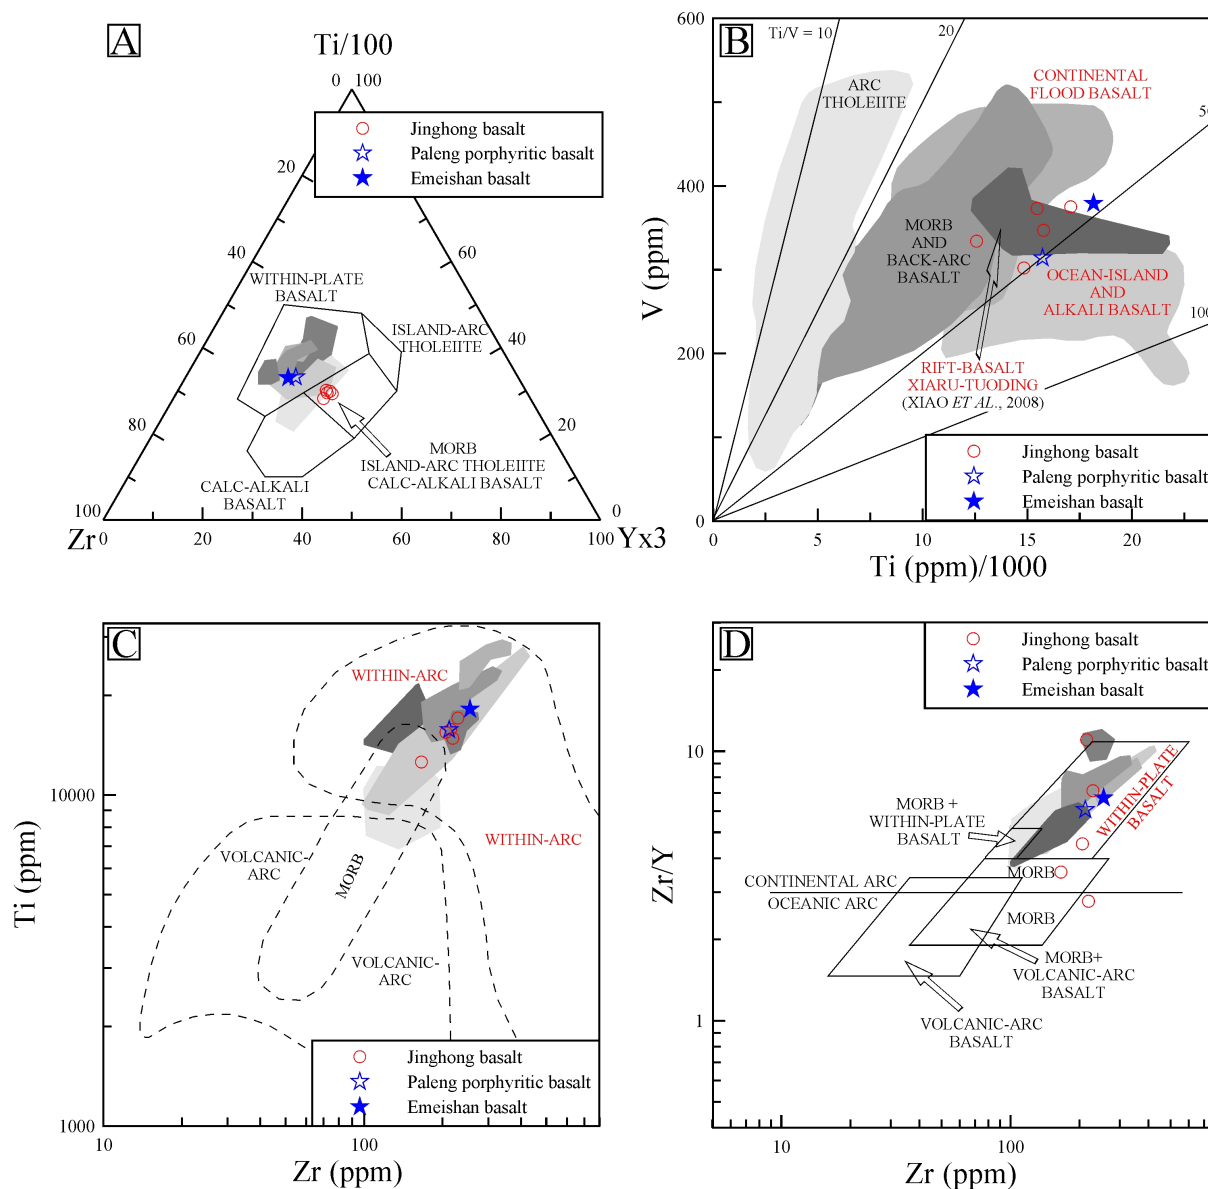 A
Ti/100
0 100
Jinghong basalt
Paleng porphyritic basalt
Emeishan basalt
20
40
60
80
100
60
40
20
0
WITHIN-PLATE
BASALT
ISLAND-ARC
THOLEIITE
MORB
ISLAND-ARC THOLEIITE
CALC-ALKALI BASALT
CALC-ALKALI
BASALT
Zr
0
20
40
60
80
100
Yx3
B
600
400
200
0
V (ppm)
Ti/V = 10
20
50
100
ARC
THOLEIITE
CONTINENTAL
FLOOD BASALT
MORB
AND
BACK-ARC
BASALT
OCEAN-ISLAND
AND
ALKALI BASALT
RIFT-BASALT
XIARU-TUODING
(XIAO ET AL., 2008)
Jinghong basalt
Paleng porphyritic basalt
Emeishan basalt
0
5
10
15
20
Ti (ppm)/1000
C
10000
1000
Ti (ppm)
WITHIN-ARC
WITHIN-ARC
VOLCANIC-
ARC
MORB
VOLCANIC-
ARC
Jinghong basalt
Paleng porphyritic basalt
Emeishan basalt
10
100
Zr (ppm)
D
Jinghong basalt
Paleng porphyritic basalt
Emeishan basalt
10
1
Zr/Y
MORB +
WITHIN-PLATE
BASALT
WITHIN-PLATE
BASALT
MORB
CONTINENTAL ARC
OCEANIC ARC
MORB
MORB+
VOLCANIC-ARC
BASALT
VOLCANIC-ARC
BASALT
10
100
Zr (ppm)